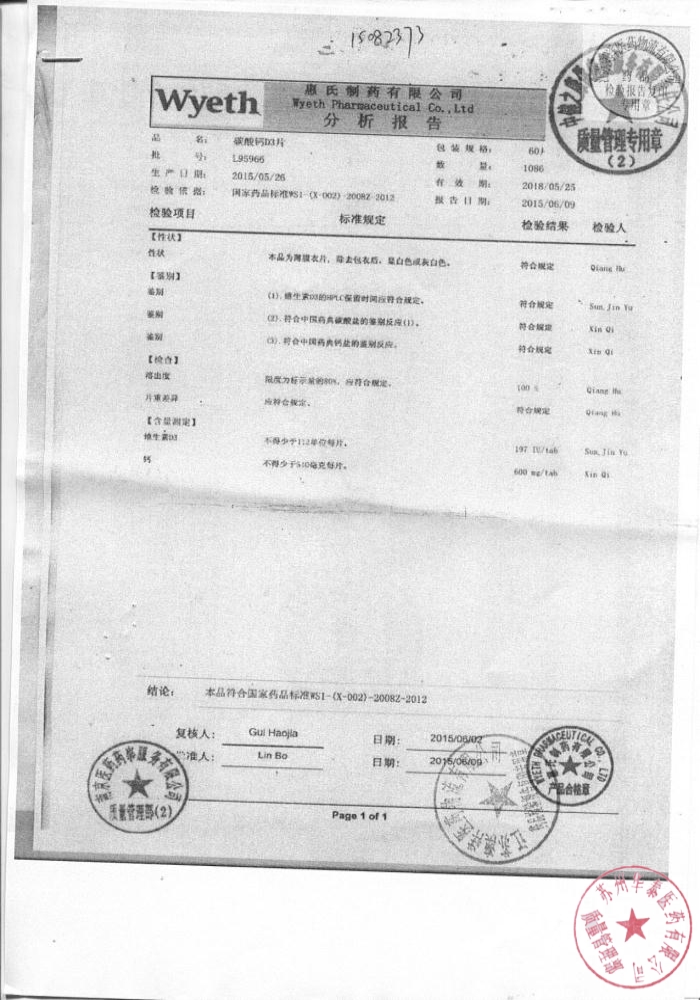 15082373
Wyeth
惠氏制药有限公司
Wyeth Pharmaceutical Co., Ltd
分析报告
品 名: 碳酸钙D3片 包装规格: 60片
批 号: L95966 数 量: 1086
生产日期: 2015/05/26 有 效 期: 2018/05/25
检验依据: 国家药品标准WS1-(X-002)-2008Z-2012 报告日期: 2015/06/09
检验项目 标准规定 检验结果 检验人
【性状】
性状 本品为薄膜衣片,除去包衣后,显白色或灰白色。 符合规定 Qiang Hu
【鉴别】
鉴别 (1).维生素D3的HPLC保留时间应符合规定。 符合规定 Sun, Jin Yu
鉴别 (2).符合中国药典碳酸盐的鉴别反应(1)。 符合规定 Xin Qi
鉴别 (3).符合中国药典钙盐的鉴别反应。 符合规定 Xin Qi
【检查】
溶出度 限度为标示量的80%,应符合规定。 100 % Qiang Hu
片重差异 应符合规定。 符合规定 Qiang Hu
【含量测定】
维生素D3 不得少于112单位每片。 197 IU/tab Sun, Jin Yu
钙 不得少于540毫克每片。 600 mg/tab Xin Qi
结论: 本品符合国家药品标准WS1-(X-002)-2008Z-2012
复核人: Gui Haojia 日期: 2015/06/02
准人: Lin Bo 日期: 2015/06/09
Page 1 of 1
质量管理专用章
(2)
检验报告复印
专用章
质量管理部(2)
WYETH PHARMACEUTICAL CO., LTD
产品合格章
苏州华泰医药有限公司
质量管理部